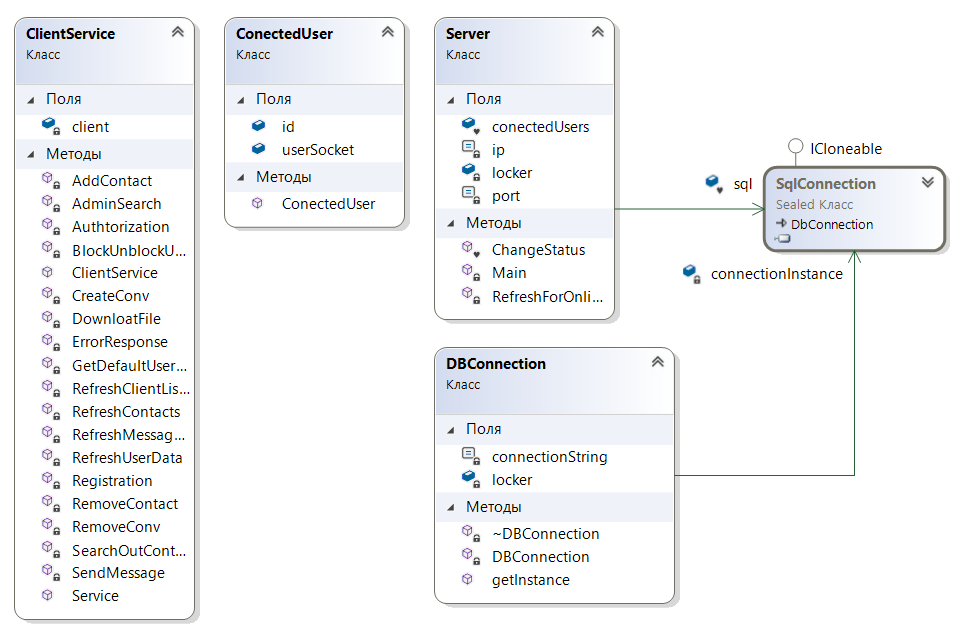 ClientService
Класс
Поля
client
Методы
AddContact
AdminSearch
Authtorization
BlockUnblockU...
ClientService
CreateConv
DownloatFile
ErrorResponse
GetDefaultUser...
RefreshClientLis...
RefreshContacts
RefreshMessag...
RefreshUserData
Registration
RemoveContact
RemoveConv
SearchOutCont...
SendMessage
Service
ConectedUser
Класс
Поля
id
userSocket
Методы
ConectedUser
Server
Класс
Поля
conectedUsers
ip
locker
port
Методы
ChangeStatus
Main
RefreshForOnli...
sql
ICloneable
SqlConnection
Sealed Класс
DbConnection
connectionInstance
DBConnection
Класс
Поля
connectionString
locker
Методы
~DBConnection
DBConnection
getInstance